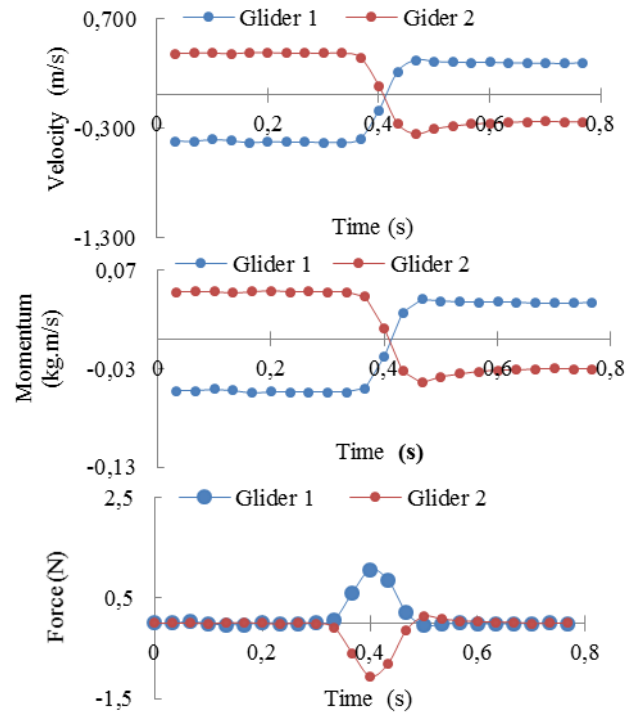 0,700
Glider 1
Gider 2
Velocity (m/s)
0
0,2
0,4
0,6
0,8
-0,300
-1,300
Time (s)
0,07
Glider 1
Glider 2
Momentum
(kg.m/s)
0
0,2
0,4
0,6
0,8
-0,03
-0,13
Time (s)
2,5
Glider 1
Glider 2
Force (N)
0,5
0
0,2
0,4
0,6
0,8
-1,5
Time (s)